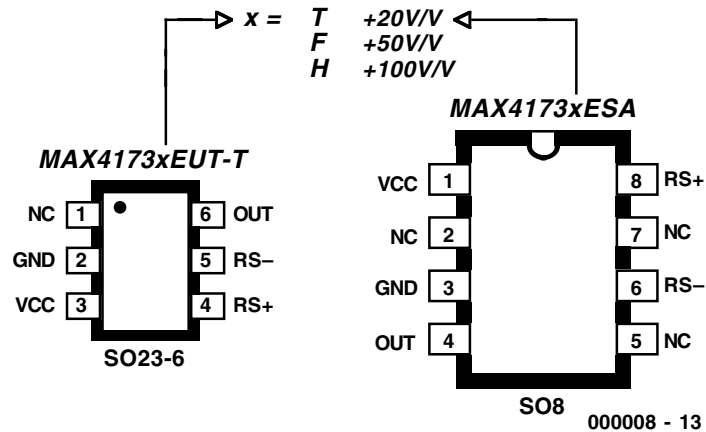 x = T +20V/V
F +50V/V
H +100V/V
MAX4173xEUT-T
NC 1 6 OUT
GND 2 5 RS–
VCC 3 4 RS+
SO23-6
MAX4173xESA
VCC 1 8 RS+
NC 2 7 NC
GND 3 6 RS–
OUT 4 5 NC
SO8
000008 - 13